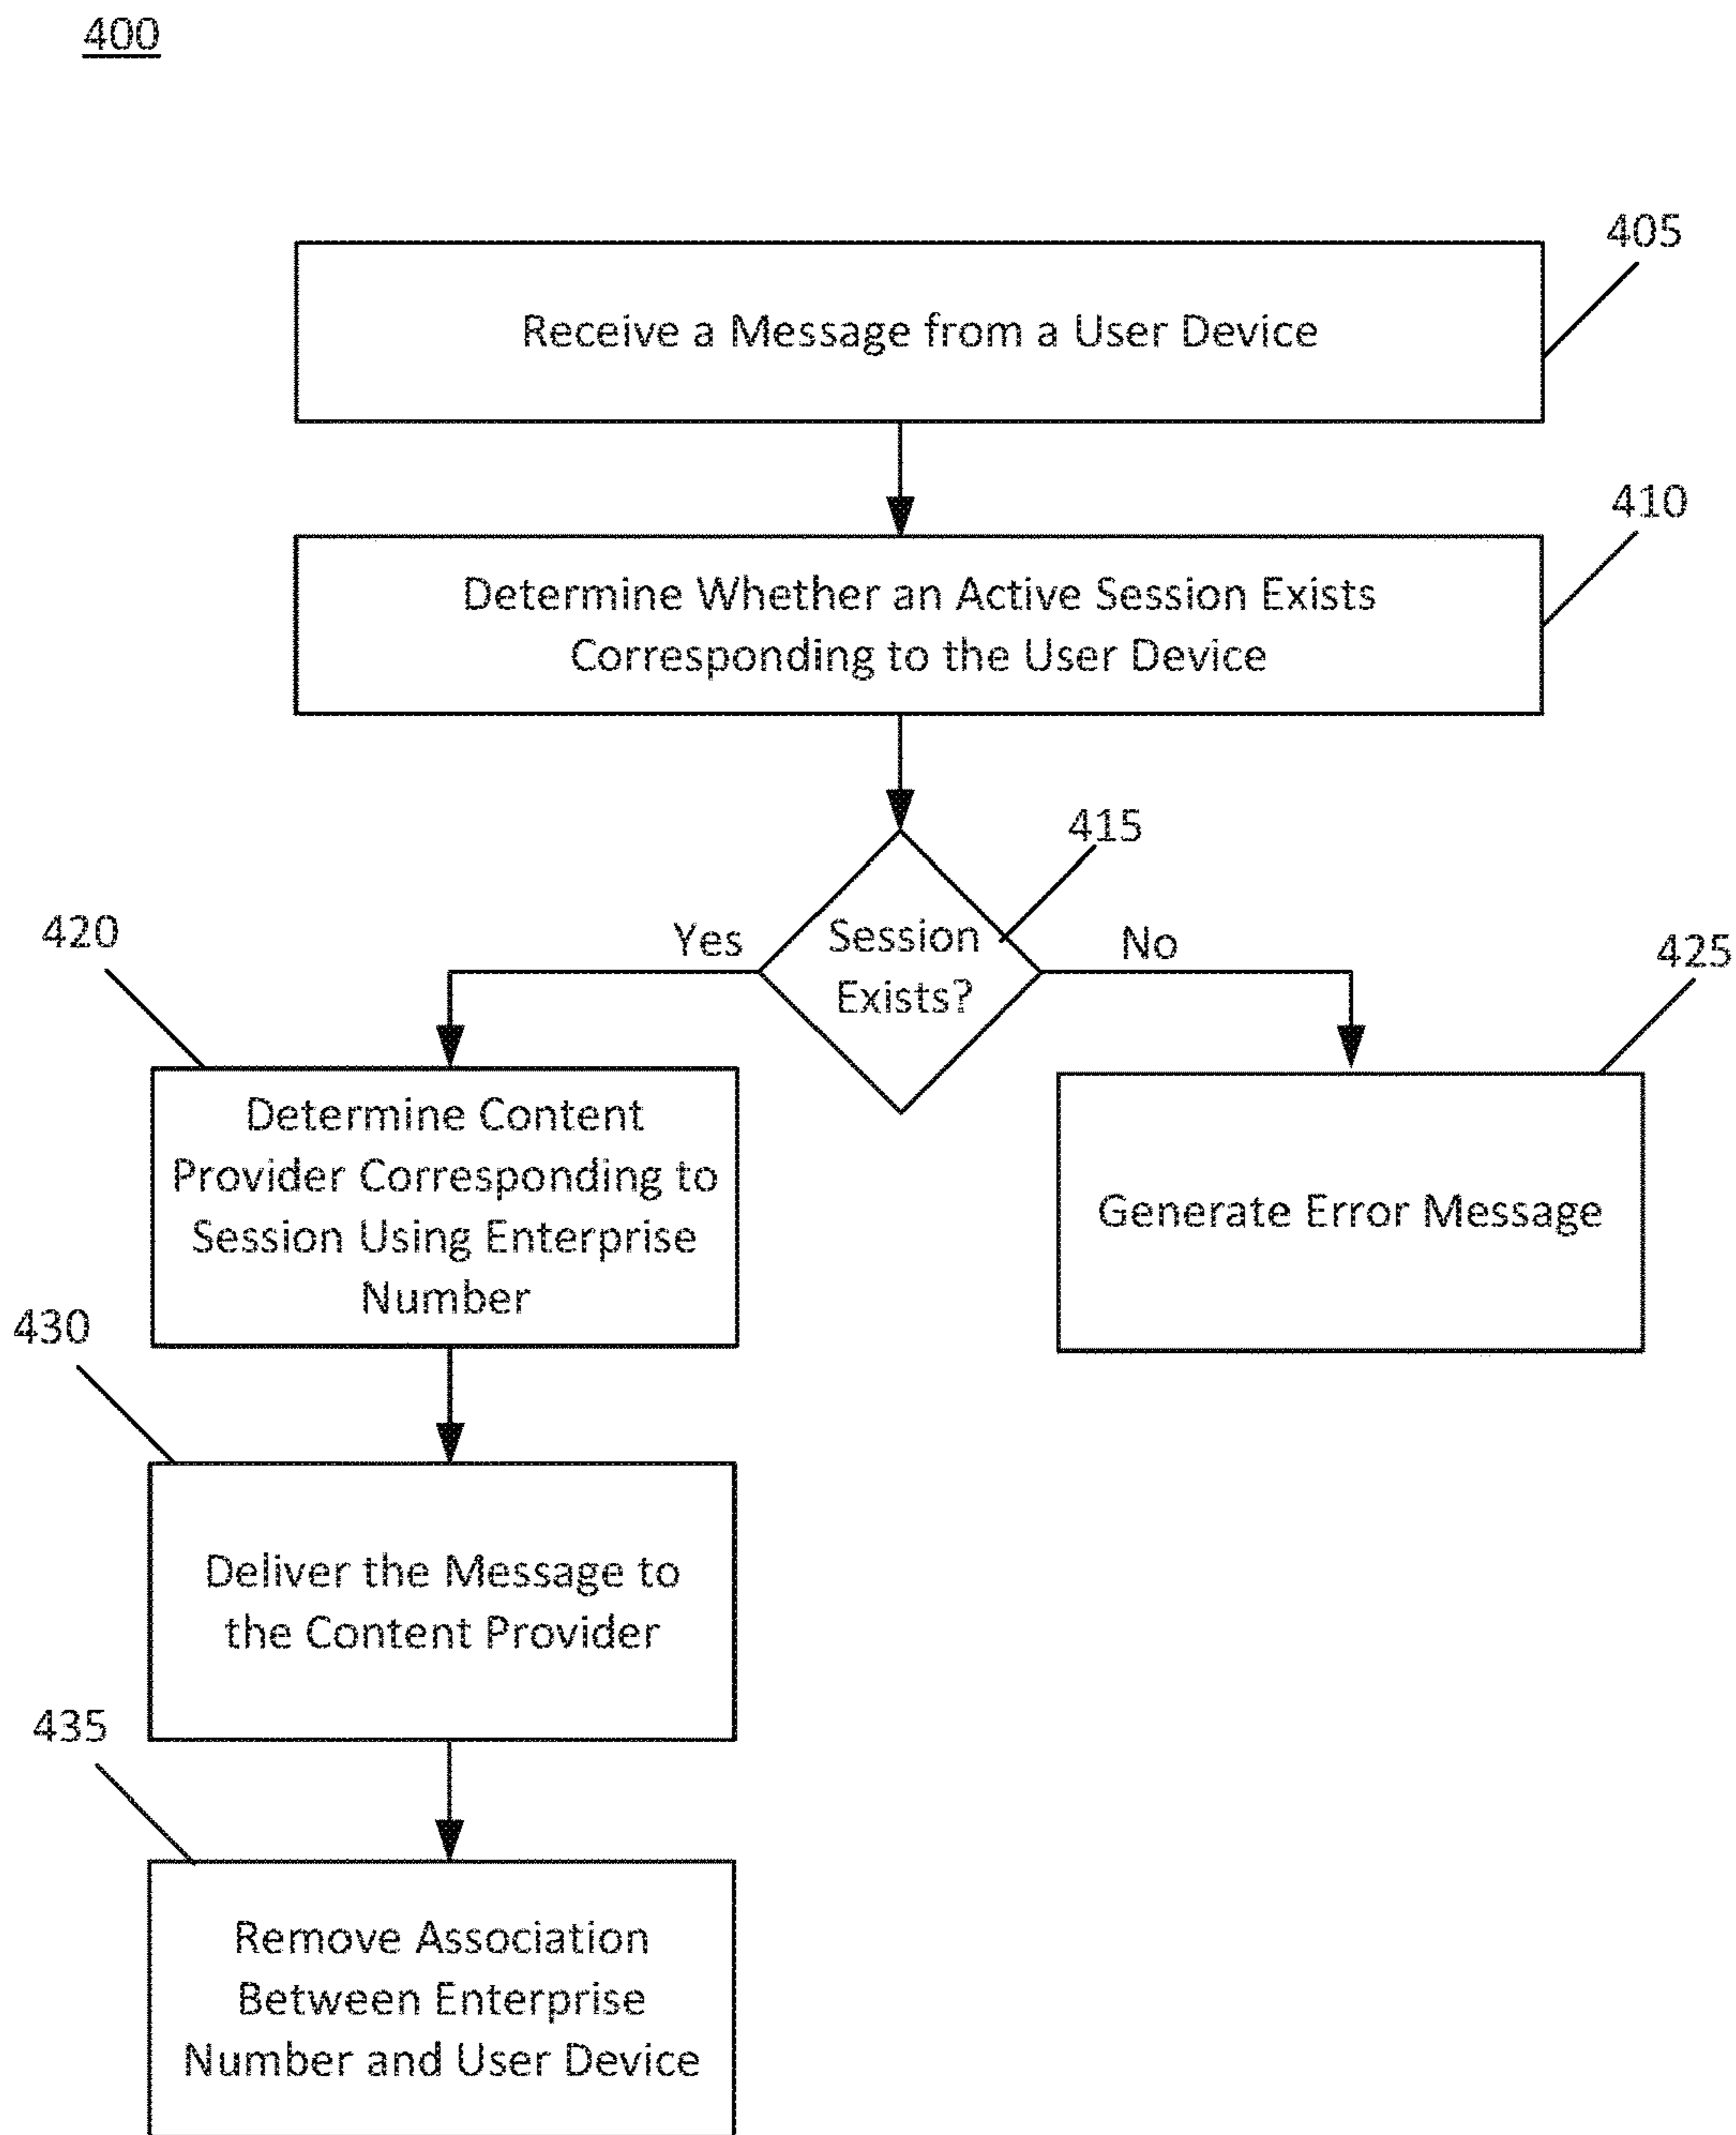 400
405
Receive a Message from a User Device
410
Determine Whether an Active Session Exists
Corresponding to the User Device
415
Session
Exists?
Yes
No
420
425
Determine Content
Provider Corresponding to
Session Using Enterprise
Number
Generate Error Message
430
Deliver the Message to
the Content Provider
435
Remove Association
Between Enterprise
Number and User Device